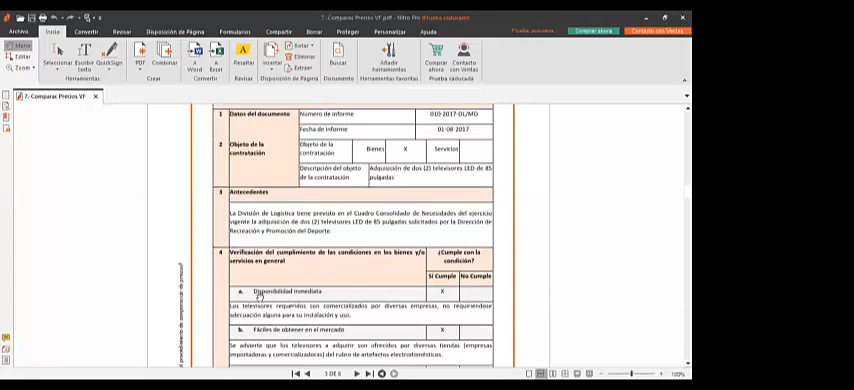 7.-Comparac Precios VF.pdf - Nitro Pro (Prueba caducada)
Archivo Inicio Convertir Revisar Disposición de Página Formularios Compartir Borrar Proteger Personalizar Ayuda Prueba caducada Comprar ahora Contacto con Ventas
Mano
Editar
Zoom
Seleccionar Escribir texto QuickSign
Herramientas
PDF Combinar
Crear
A Word A Excel
Convertir
Resaltar
Revisar
Insertar Rotar Eliminar Extraer
Disposición de Página
Buscar
Documento
Añadir herramientas
Herramientas favoritas
Comprar ahora Contacto con Ventas
Prueba caducada
7.-Comparac Precios VF
1 Datos del documento Número de informe 010-2017-DL/MD
Fecha de informe 01-08-2017
2 Objeto de la contratación Objeto de la contratación Bienes X Servicios
Descripción del objeto de la contratación Adquisición de dos (2) televisores LED de 85 pulgadas
3 Antecedentes
La División de Logística tiene previsto en el Cuadro Consolidado de Necesidades del ejercicio
vigente la adquisición de dos (2) televisores LED de 85 pulgadas solicitados por la Dirección de
Recreación y Promoción del Deporte.
4 Verificación del cumplimiento de las condiciones en los bienes y/o servicios en general ¿Cumple con la condición?
Sí Cumple No Cumple
a. Disponibilidad inmediata X
Los televisores requeridos son comercializados por diversas empresas, no requiriéndose
adecuación alguna para su instalación y uso.
b. Fáciles de obtener en el mercado X
Se advierte que los televisores a adquirir son ofrecidos por diversas tiendas (empresas
importadoras y comercializadoras) del rubro de artefactos electrodomésticos.
l procedimiento de comparación de precios?
3 DE 8
100%